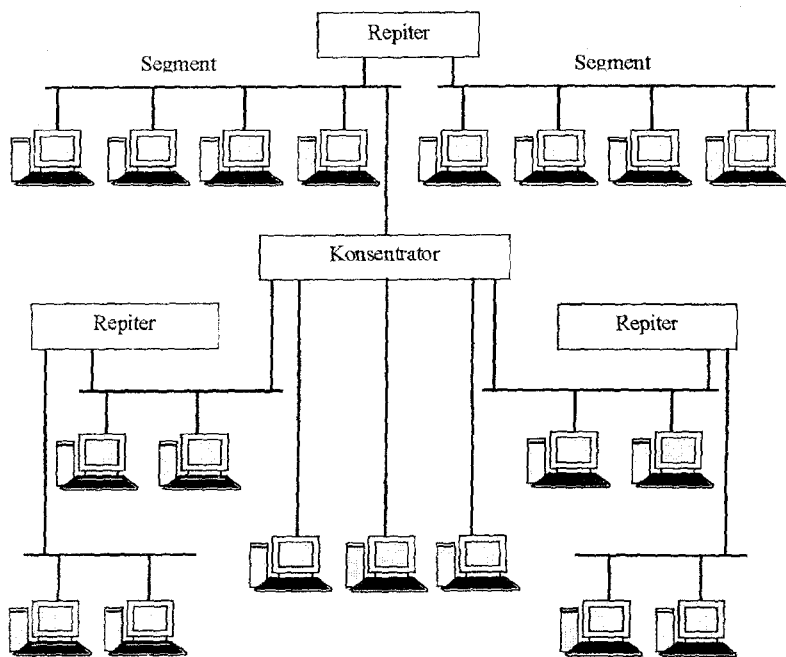 Repiter
Segment
Segment
Konsentrator
Repiter
Repiter